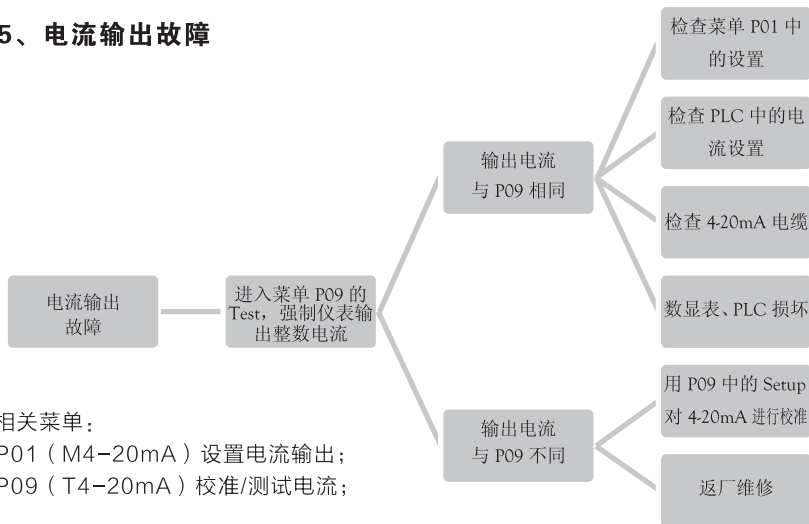 5、电流输出故障
检查菜单 P01 中
的设置
检查 PLC 中的电
流设置
输出电流
与 P09 相同
检查 4-20mA 电缆
数显表、PLC 损坏
电流输出
故障
进入菜单 P09 的
Test，强制仪表输
出整数电流
用 P09 中的 Setup
对 4-20mA 进行校准
输出电流
与 P09 不同
返厂维修
相关菜单：
P01（M4-20mA）设置电流输出；
P09（T4-20mA）校准/测试电流；